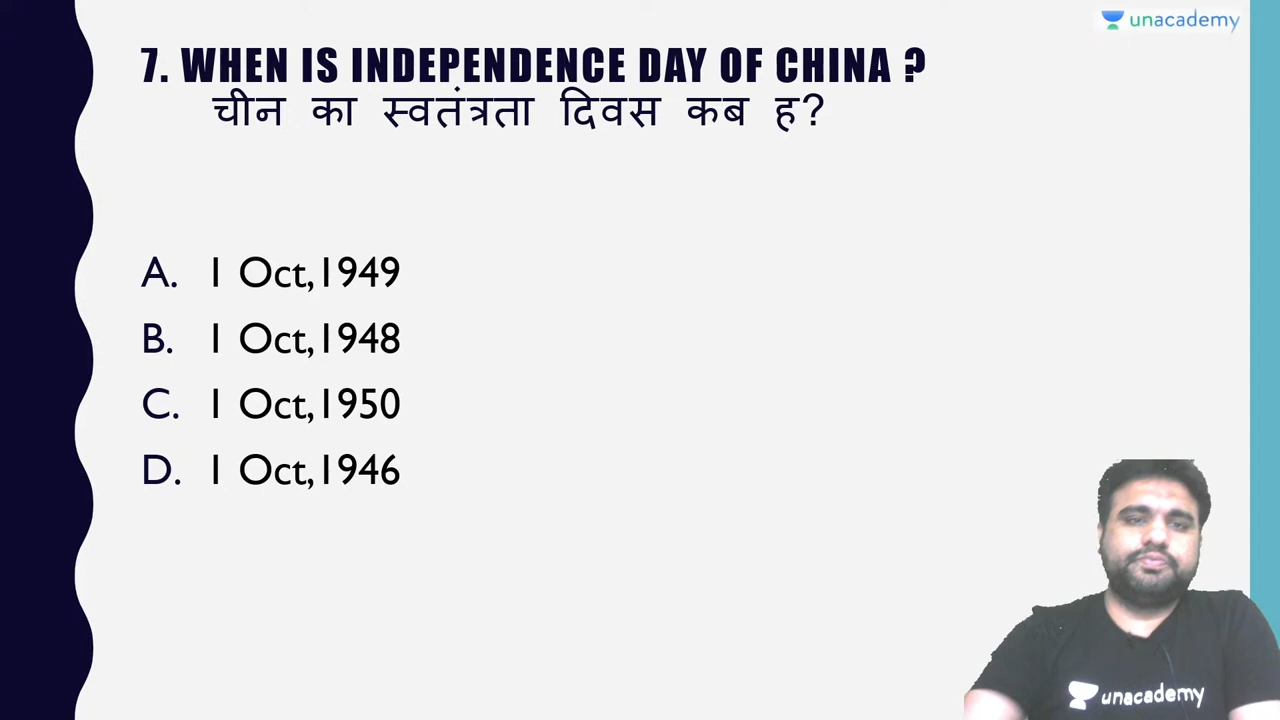 unacademy
7. WHEN IS INDEPENDENCE DAY OF CHINA ?
चीन का स्वतंत्रता दिवस कब ह?
A. 1 Oct,1949
B. 1 Oct,1948
C. 1 Oct,1950
D. 1 Oct,1946
unacademy